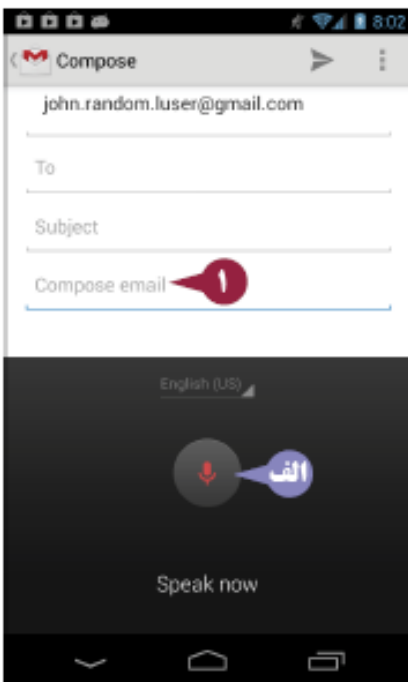 8:02
Compose
john.random.luser@gmail.com
To
Subject
Compose email ۱
English (US)
الف
Speak now